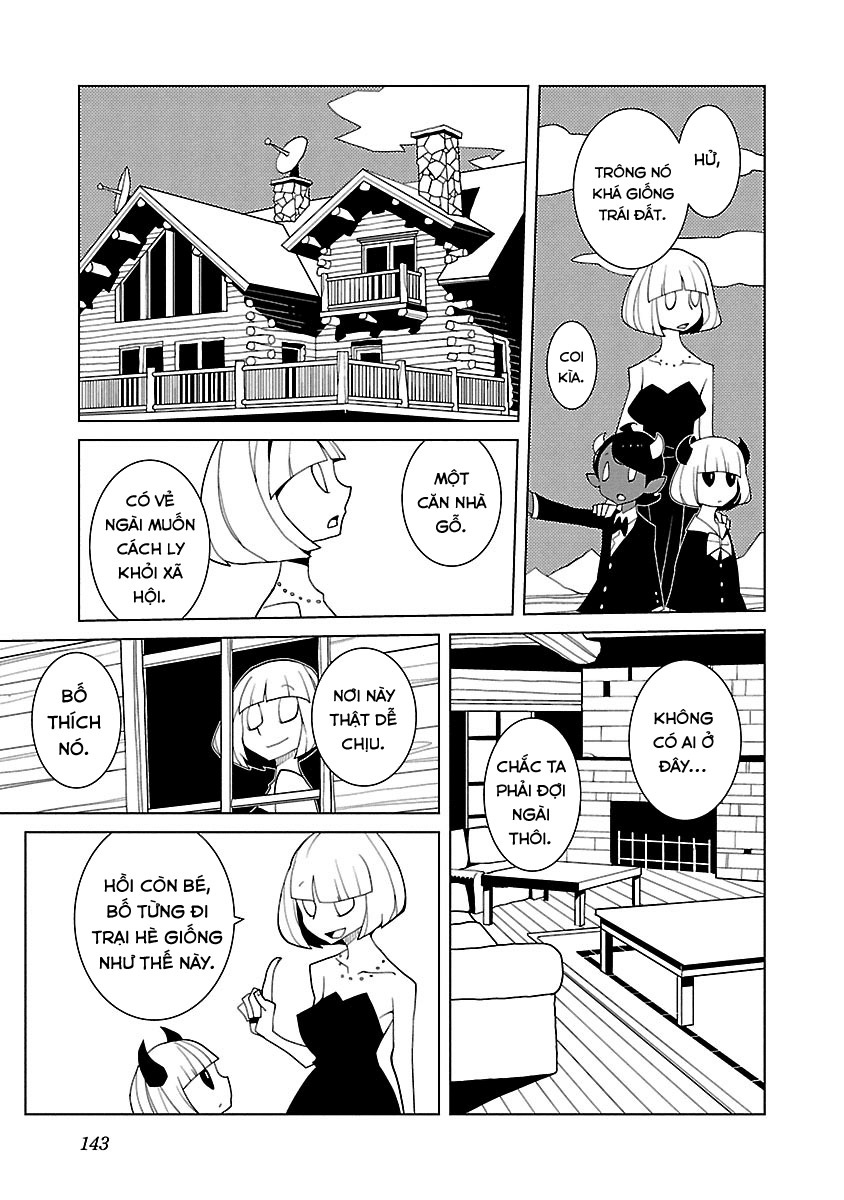 HỬ,
TRÔNG NÓ
KHÁ GIỐNG
TRÁI ĐẤT.
COI
KÌA.
MỘT
CĂN NHÀ
GỖ.
CÓ VẺ
NGÀI MUỐN
CÁCH LY
KHỎI XÃ
HỘI.
KHÔNG
CÓ AI Ở
ĐÂY...
CHẮC TA
PHẢI ĐỢI
NGÀI
THÔI.
NƠI NÀY
THẬT DỄ
CHỊU.
BỐ
THÍCH
NÓ.
HỒI CÒN BÉ,
BỐ TỪNG ĐI
TRẠI HÈ GIỐNG
NHƯ THẾ NÀY.
143